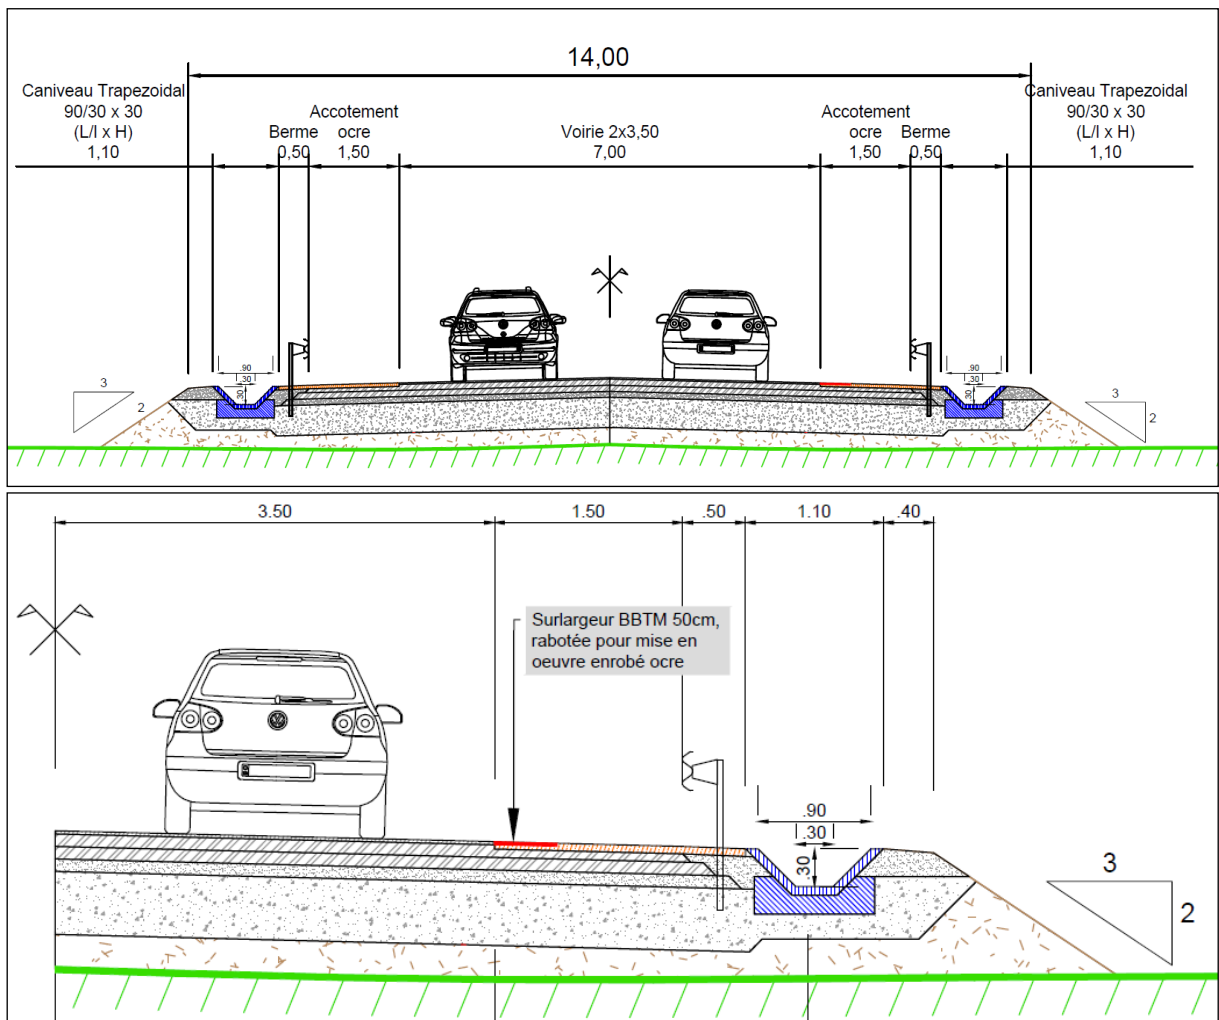 14,00
Caniveau Trapezoidal
90/30 x 30
(L/l x H)
1,10
Berme
0,50
Accotement
ocre
1,50
Voirie 2x3,50
7,00
Accotement
ocre
1,50
Berme
0,50
Caniveau Trapezoidal
90/30 x 30
(L/l x H)
1,10
.90
.30
.30
3
2
.90
.30
.30
3
2
3.50
1.50
.50
1.10
.40
Surlargeur BBTM 50cm,
rabotée pour mise en
oeuvre enrobé ocre
.90
.30
.30
3
2